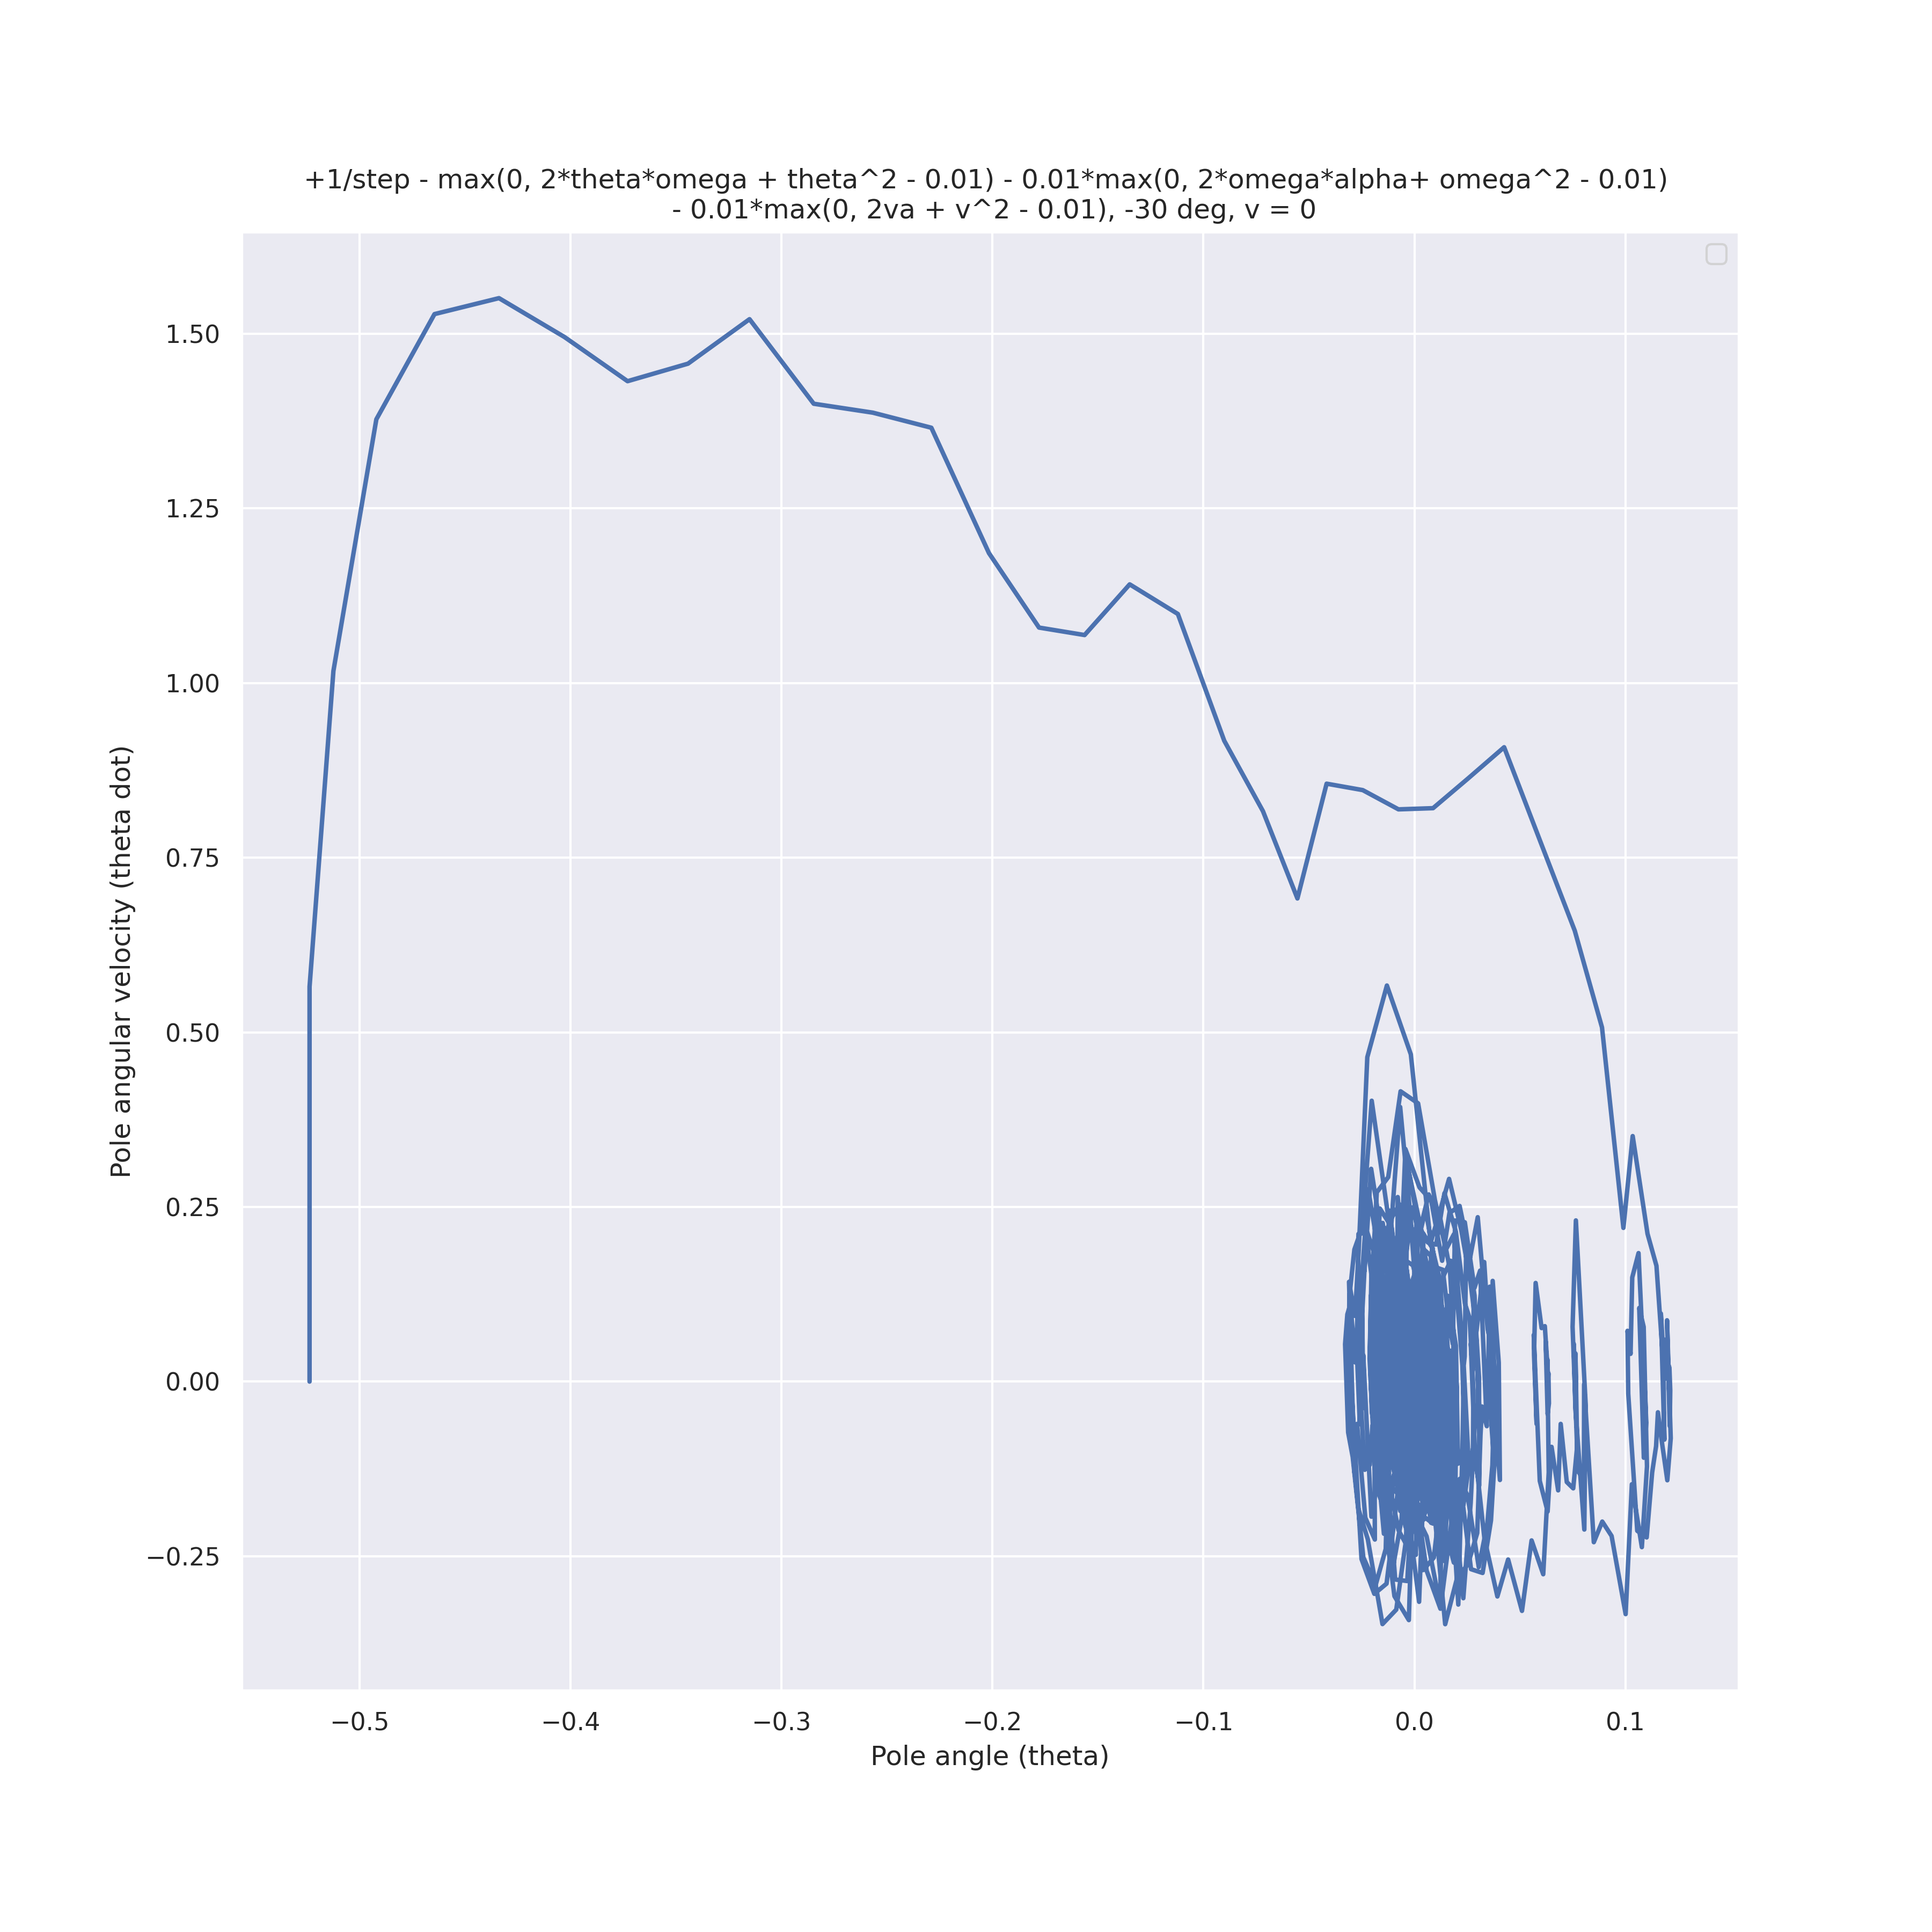 +1/step - max(0, 2*theta*omega + theta^2 - 0.01) - 0.01*max(0, 2*omega*alpha+ omega^2 - 0.01)
- 0.01*max(0, 2va + v^2 - 0.01), -30 deg, v = 0
1.50
1.25
1.00
0.75
0.50
0.25
0.00
−0.25
Pole angular velocity (theta dot)
−0.5 −0.4 −0.3 −0.2 −0.1 0.0 0.1
Pole angle (theta)